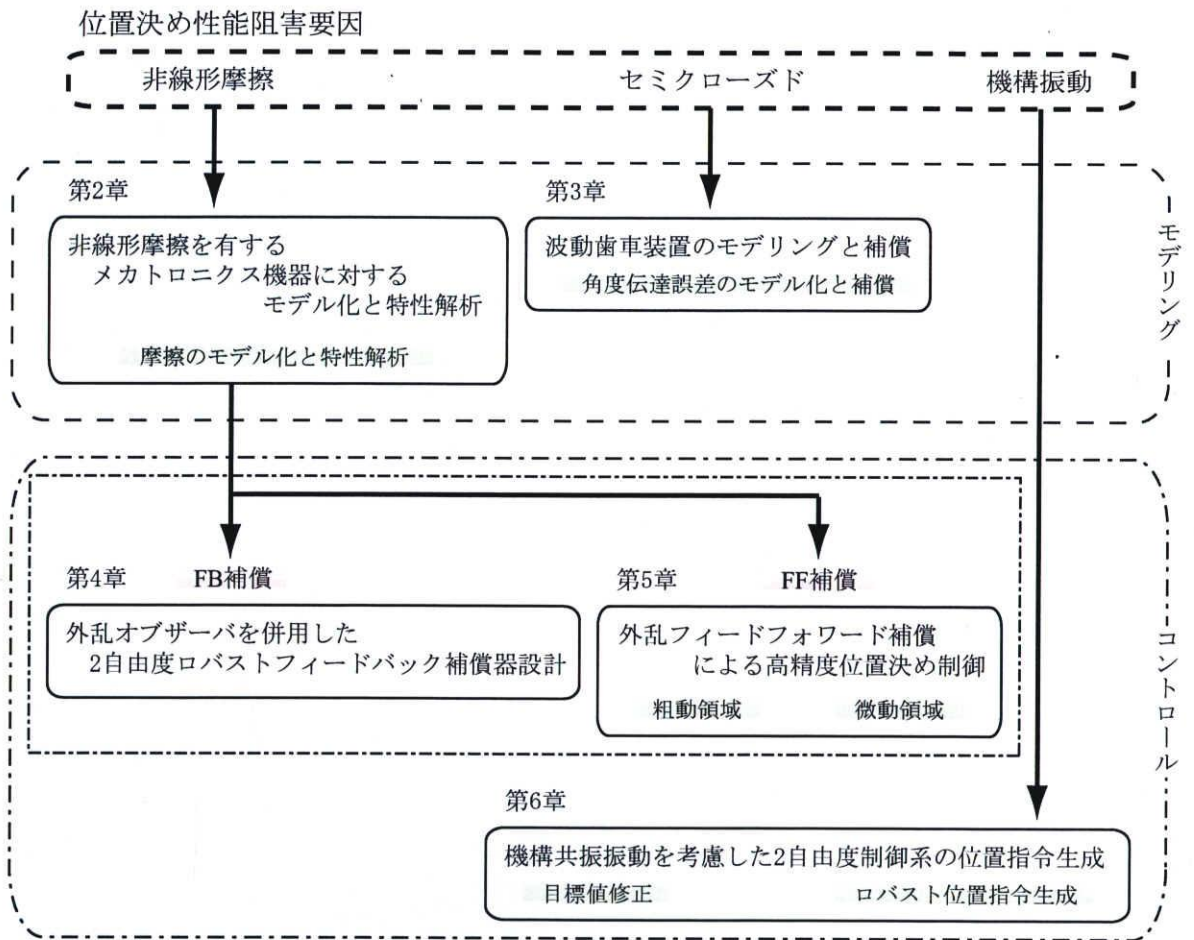 位置決め性能阻害要因
非線形摩擦
セミクローズド
機構振動
第2章
非線形摩擦を有する
メカトロニクス機器に対する
モデル化と特性解析
摩擦のモデル化と特性解析
第3章
波動歯車装置のモデリングと補償
角度伝達誤差のモデル化と補償
モデリング
第4章
FB補償
外乱オブザーバを併用した
2自由度ロバストフィードバック補償器設計
第5章
FF補償
外乱フィードフォワード補償
による高精度位置決め制御
粗動領域
微動領域
コントロール
第6章
機構共振振動を考慮した2自由度制御系の位置指令生成
目標値修正
ロバスト位置指令生成